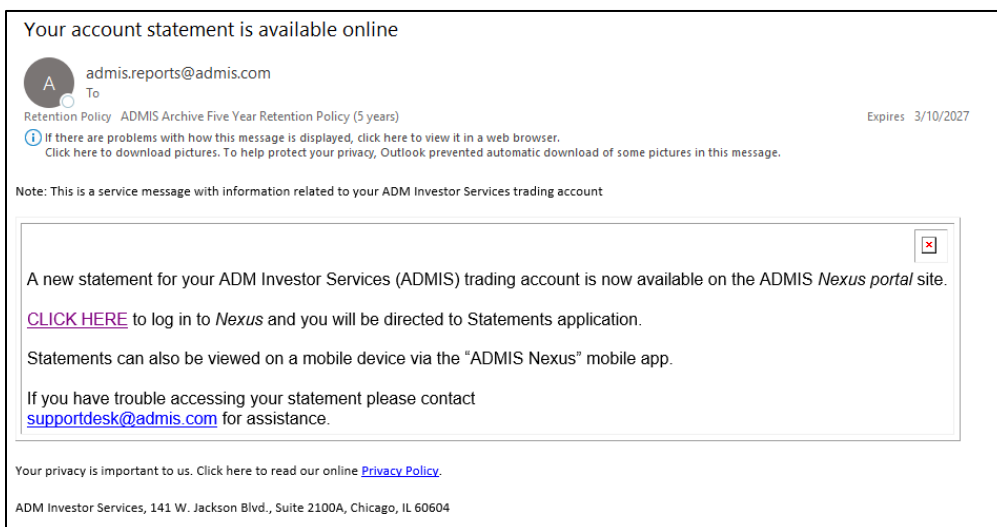 Your account statement is available online
A
admis.reports@admis.com
To
Retention Policy ADMIS Archive Five Year Retention Policy (5 years) Expires 3/10/2027
If there are problems with how this message is displayed, click here to view it in a web browser.
Click here to download pictures. To help protect your privacy, Outlook prevented automatic download of some pictures in this message.
Note: This is a service message with information related to your ADM Investor Services trading account
A new statement for your ADM Investor Services (ADMIS) trading account is now available on the ADMIS Nexus portal site.
CLICK HERE to log in to Nexus and you will be directed to Statements application.
Statements can also be viewed on a mobile device via the “ADMIS Nexus” mobile app.
If you have trouble accessing your statement please contact
supportdesk@admis.com for assistance.
Your privacy is important to us. Click here to read our online Privacy Policy.
ADM Investor Services, 141 W. Jackson Blvd., Suite 2100A, Chicago, IL 60604